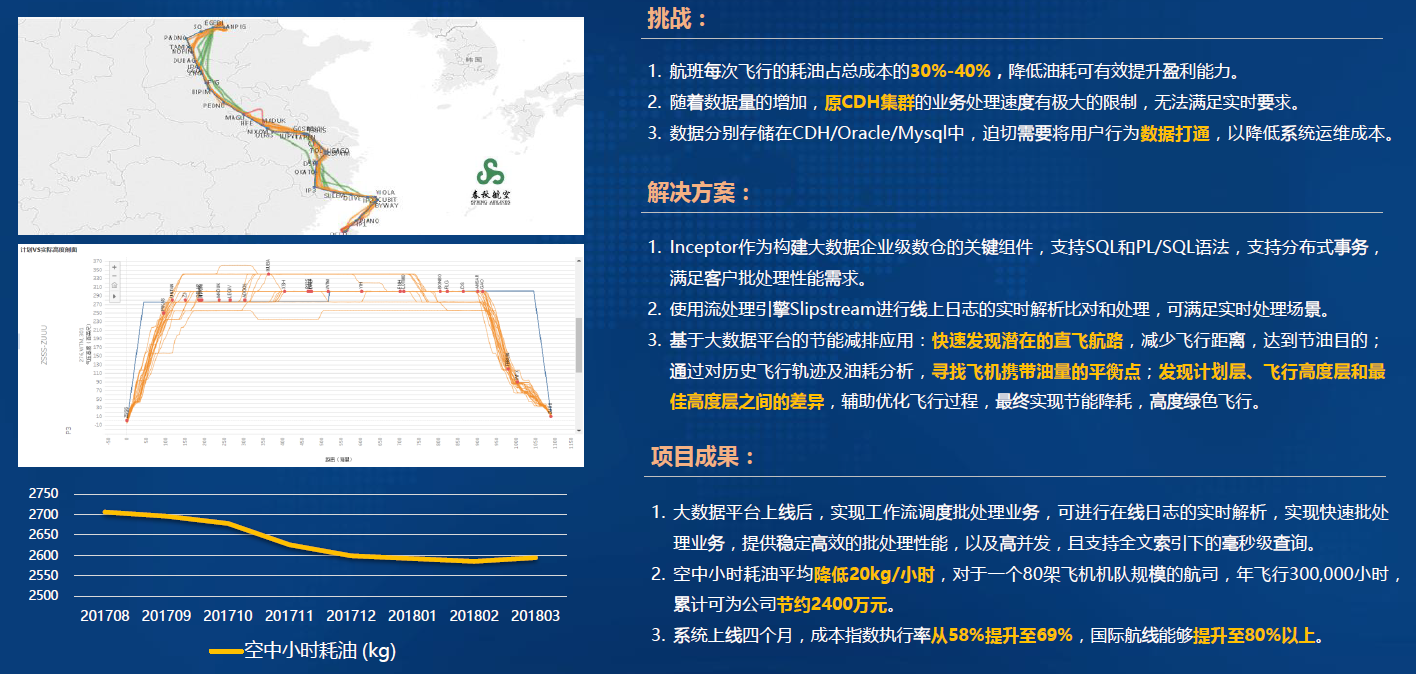 韩国
春秋航空
SPRING AIRLINES
计划VS实际高度剖面
ZSSS-ZUUU
P3
2750
2700
2650
2600
2550
2500
201708 201709 201710 201711 201712 201801 201802 201803
空中小时耗油 (kg)
挑战：
1. 航班每次飞行的耗油占总成本的30%-40%，降低油耗可有效提升盈利能力。
2. 随着数据量的增加，原CDH集群的业务处理速度有极大的限制，无法满足实时要求。
3. 数据分别存储在CDH/Oracle/Mysql中，迫切需要将用户行为数据打通，以降低系统运维成本。
解决方案：
1. Inceptor作为构建大数据企业级数仓的关键组件，支持SQL和PL/SQL语法，支持分布式事务，
满足客户批处理性能需求。
2. 使用流处理引擎Slipstream进行线上日志的实时解析比对和处理，可满足实时处理场景。
3. 基于大数据平台的节能减排应用：快速发现潜在的直飞航路，减少飞行距离，达到节油目的；
通过对历史飞行轨迹及油耗分析，寻找飞机携带油量的平衡点；发现计划层、飞行高度层和最
佳高度层之间的差异，辅助优化飞行过程，最终实现节能降耗，高度绿色飞行。
项目成果：
1. 大数据平台上线后，实现工作流调度批处理业务，可进行在线日志的实时解析，实现快速批处
理业务，提供稳定高效的批处理性能，以及高并发，且支持全文索引下的毫秒级查询。
2. 空中小时耗油平均降低20kg/小时，对于一个80架飞机机队规模的航司，年飞行300,000小时，
累计可为公司节约2400万元。
3. 系统上线四个月，成本指数执行率从58%提升至69%，国际航线能够提升至80%以上。